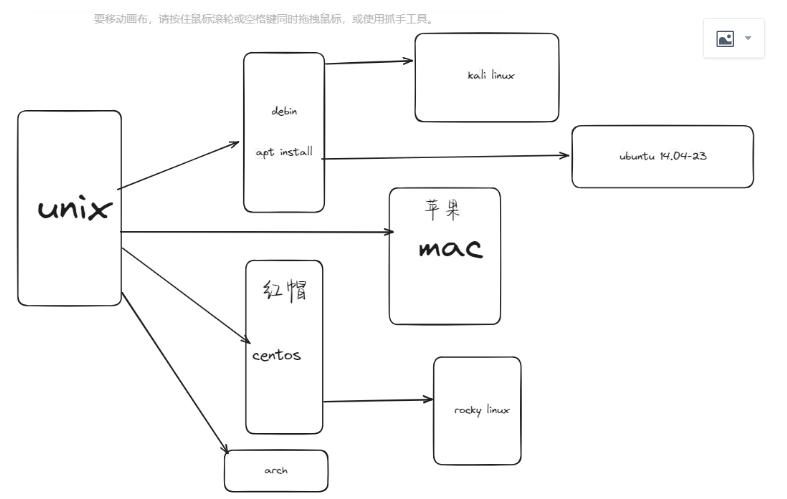 要移动画布，请按住鼠标滚轮或空格键同时拖拽鼠标，或使用抓手工具。
kali linux
debin
apt install
ubuntu 14.04-23
unix
苹果
mac
红帽
centos
rocky linux
arch